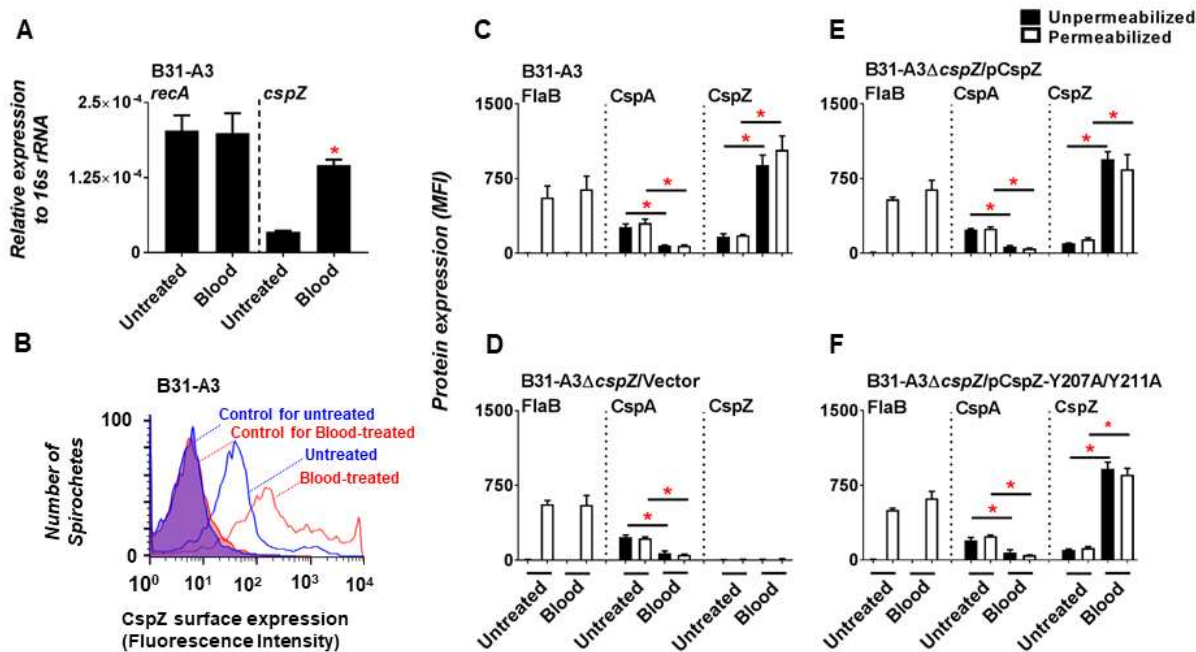 Unpermeabilized
Permeabilized
A
B31-A3
recA
cspZ
Relative expression
to 16s rRNA
2.5×10⁻⁴
1.25×10⁻⁴
0
*
Untreated
Blood
Untreated
Blood
B
B31-A3
Control for untreated
Control for Blood-treated
Untreated
Blood-treated
Number of
Spirochetes
100
0
10⁰ 10¹ 10² 10³ 10⁴
CspZ surface expression
(Fluorescence Intensity)
Protein expression (MFI)
C
B31-A3
FlaB CspA CspZ
1500
750
0
* * * *
D
B31-A3ΔcspZ/Vector
FlaB CspA CspZ
1500
750
0
* *
Untreated Blood Untreated Blood Untreated Blood
E
B31-A3ΔcspZ/pCspZ
FlaB CspA CspZ
1500
750
0
* * * *
F
B31-A3ΔcspZ/pCspZ-Y207A/Y211A
FlaB CspA CspZ
1500
750
0
* * * *
Untreated Blood Untreated Blood Untreated Blood